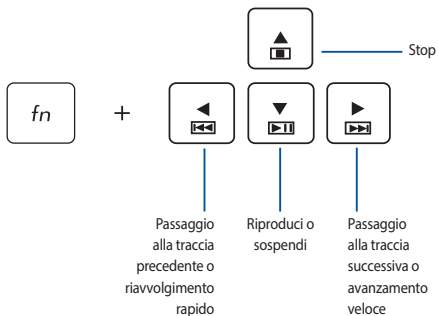 Stop
fn
+
Passaggio
alla traccia
precedente o
riavvolgimento
rapido
Riproduci o
sospendi
Passaggio
alla traccia
successiva o
avanzamento
veloce